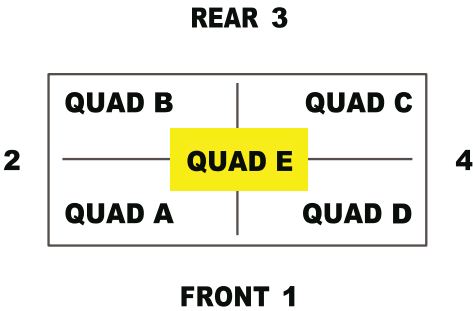 REAR 3
QUAD B
QUAD C
2
QUAD E
4
QUAD A
QUAD D
FRONT 1